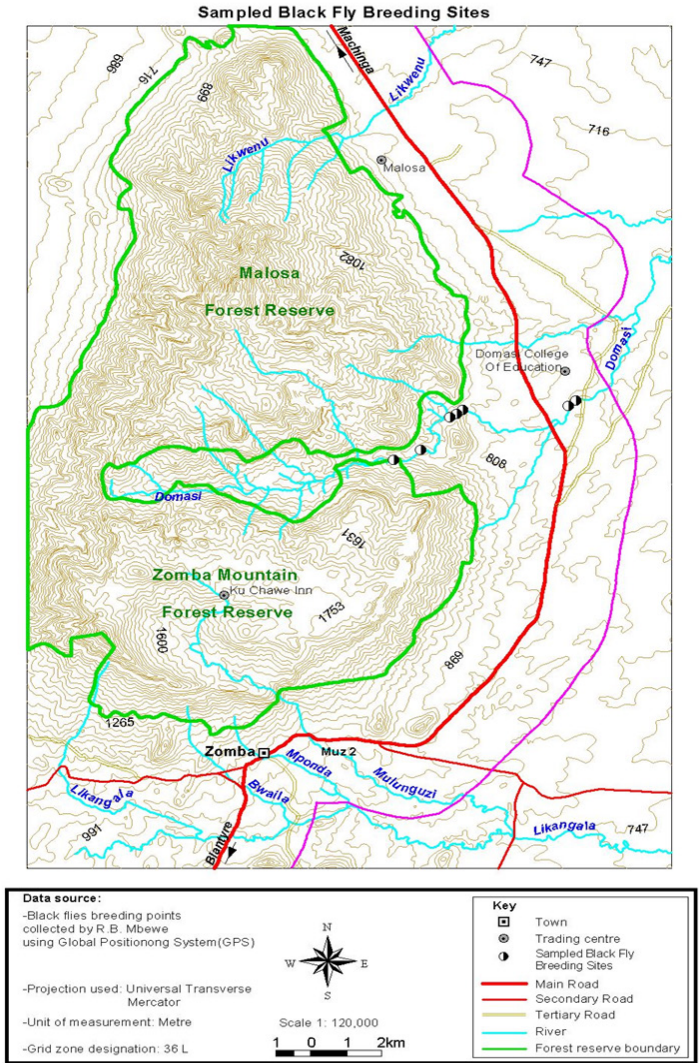 Sampled Black Fly Breeding Sites
Machinga
747
686
716
899
Likwenu
716
Malosa
Likwenu
1082
Malosa
Forest Reserve
Domasi
Domasi College
Of Education
808
Domasi
1631
Zomba Mountain
Ku Chawe Inn
Forest Reserve
1753
1600
869
1265
Zomba
Muz 2
Mponda
Mulunguzi
Likangala
Bwaila
991
Blantyre
Likangala
747
Data source:
-Black flies breeding points
collected by R.B. Mbewe
using Global Positionong System(GPS)
-Projection used: Universal Transverse
Mercator
-Unit of measurement: Metre
-Grid zone designation: 36 L
N
W E
S
Scale 1: 120,000
1 0 1 2km
Key
Town
Trading centre
Sampled Black Fly
Breeding Sites
Main Road
Secondary Road
Tertiary Road
River
Forest reserve boundary